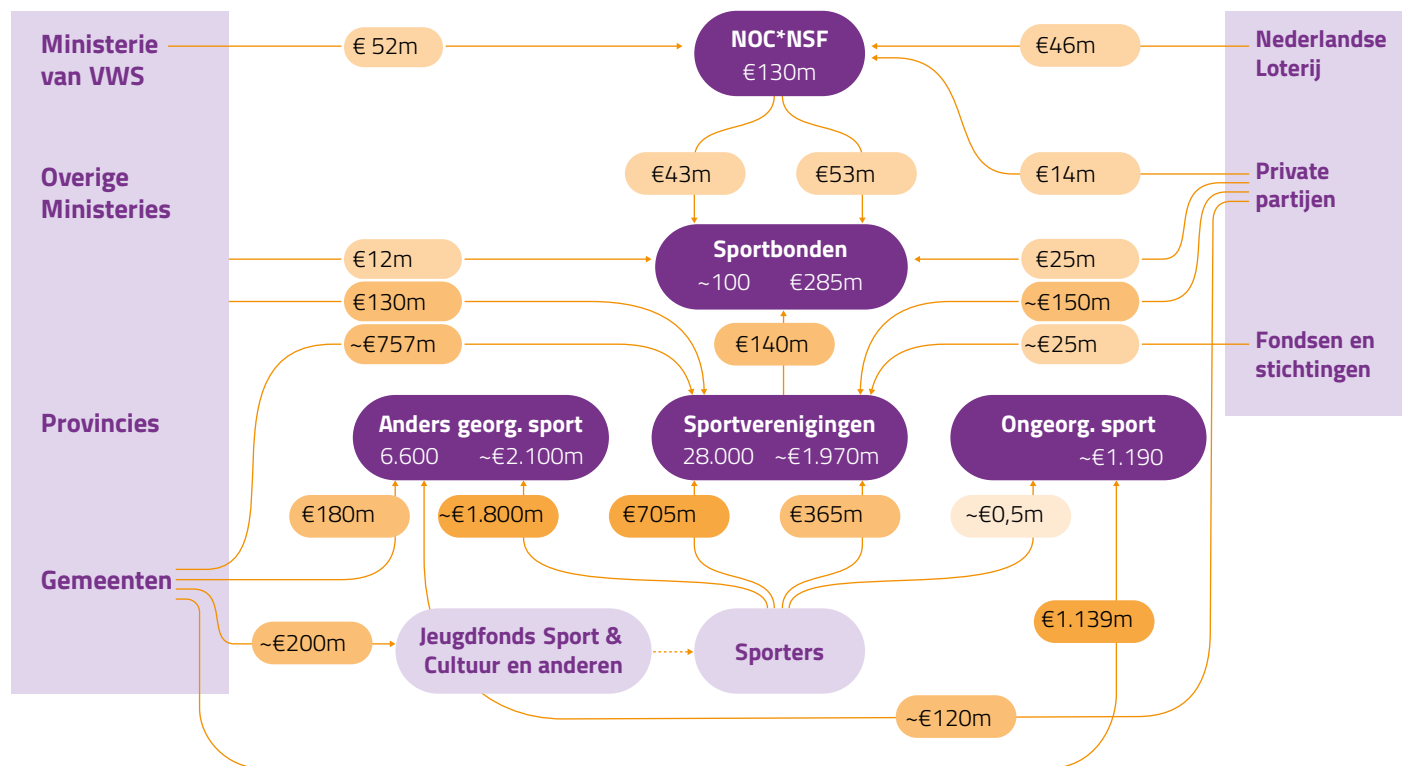 Ministerie
van VWS
€ 52m
NOC*NSF
€130m
€46m
Nederlandse
Loterij
Overige
Ministeries
€43m
€53m
€14m
Private
partijen
€12m
Sportbonden
~100 €285m
€25m
€130m
~€150m
~€757m
€140m
~€25m
Fondsen en
stichtingen
Provincies
Anders georg. sport
6.600 ~€2.100m
Sportverenigingen
28.000 ~€1.970m
Ongeorg. sport
~€1.190
€180m
~€1.800m
€705m
€365m
~€0,5m
Gemeenten
~€200m
Jeugdfonds Sport &
Cultuur en anderen
Sporters
€1.139m
~€120m